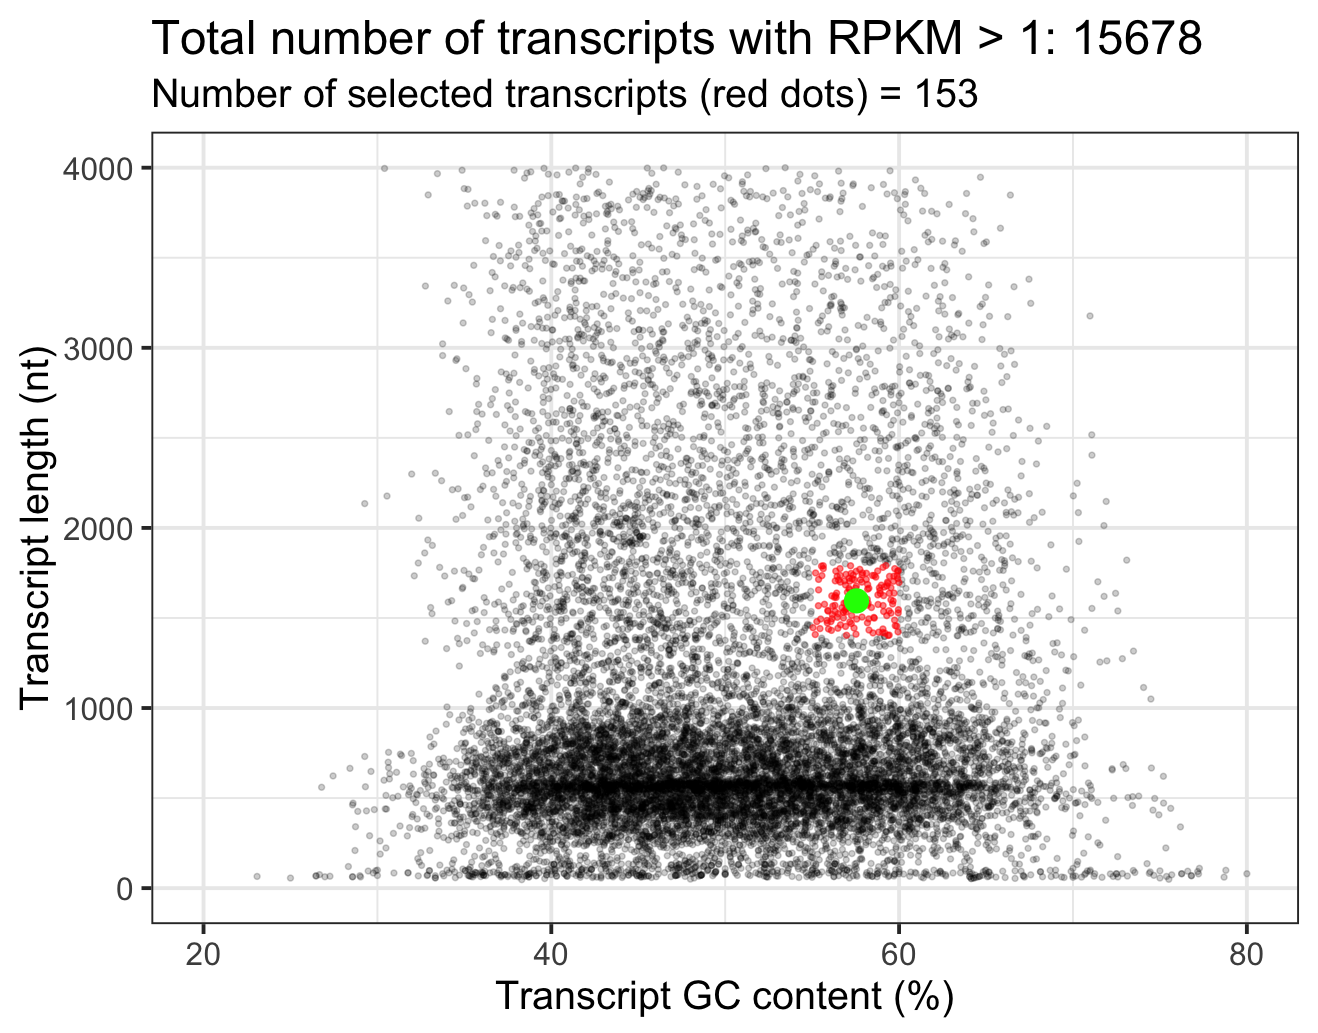 Total number of transcripts with RPKM > 1: 15678
Number of selected transcripts (red dots) = 153
Transcript length (nt)
4000
3000
2000
1000
0
20 40 60 80
Transcript GC content (%)